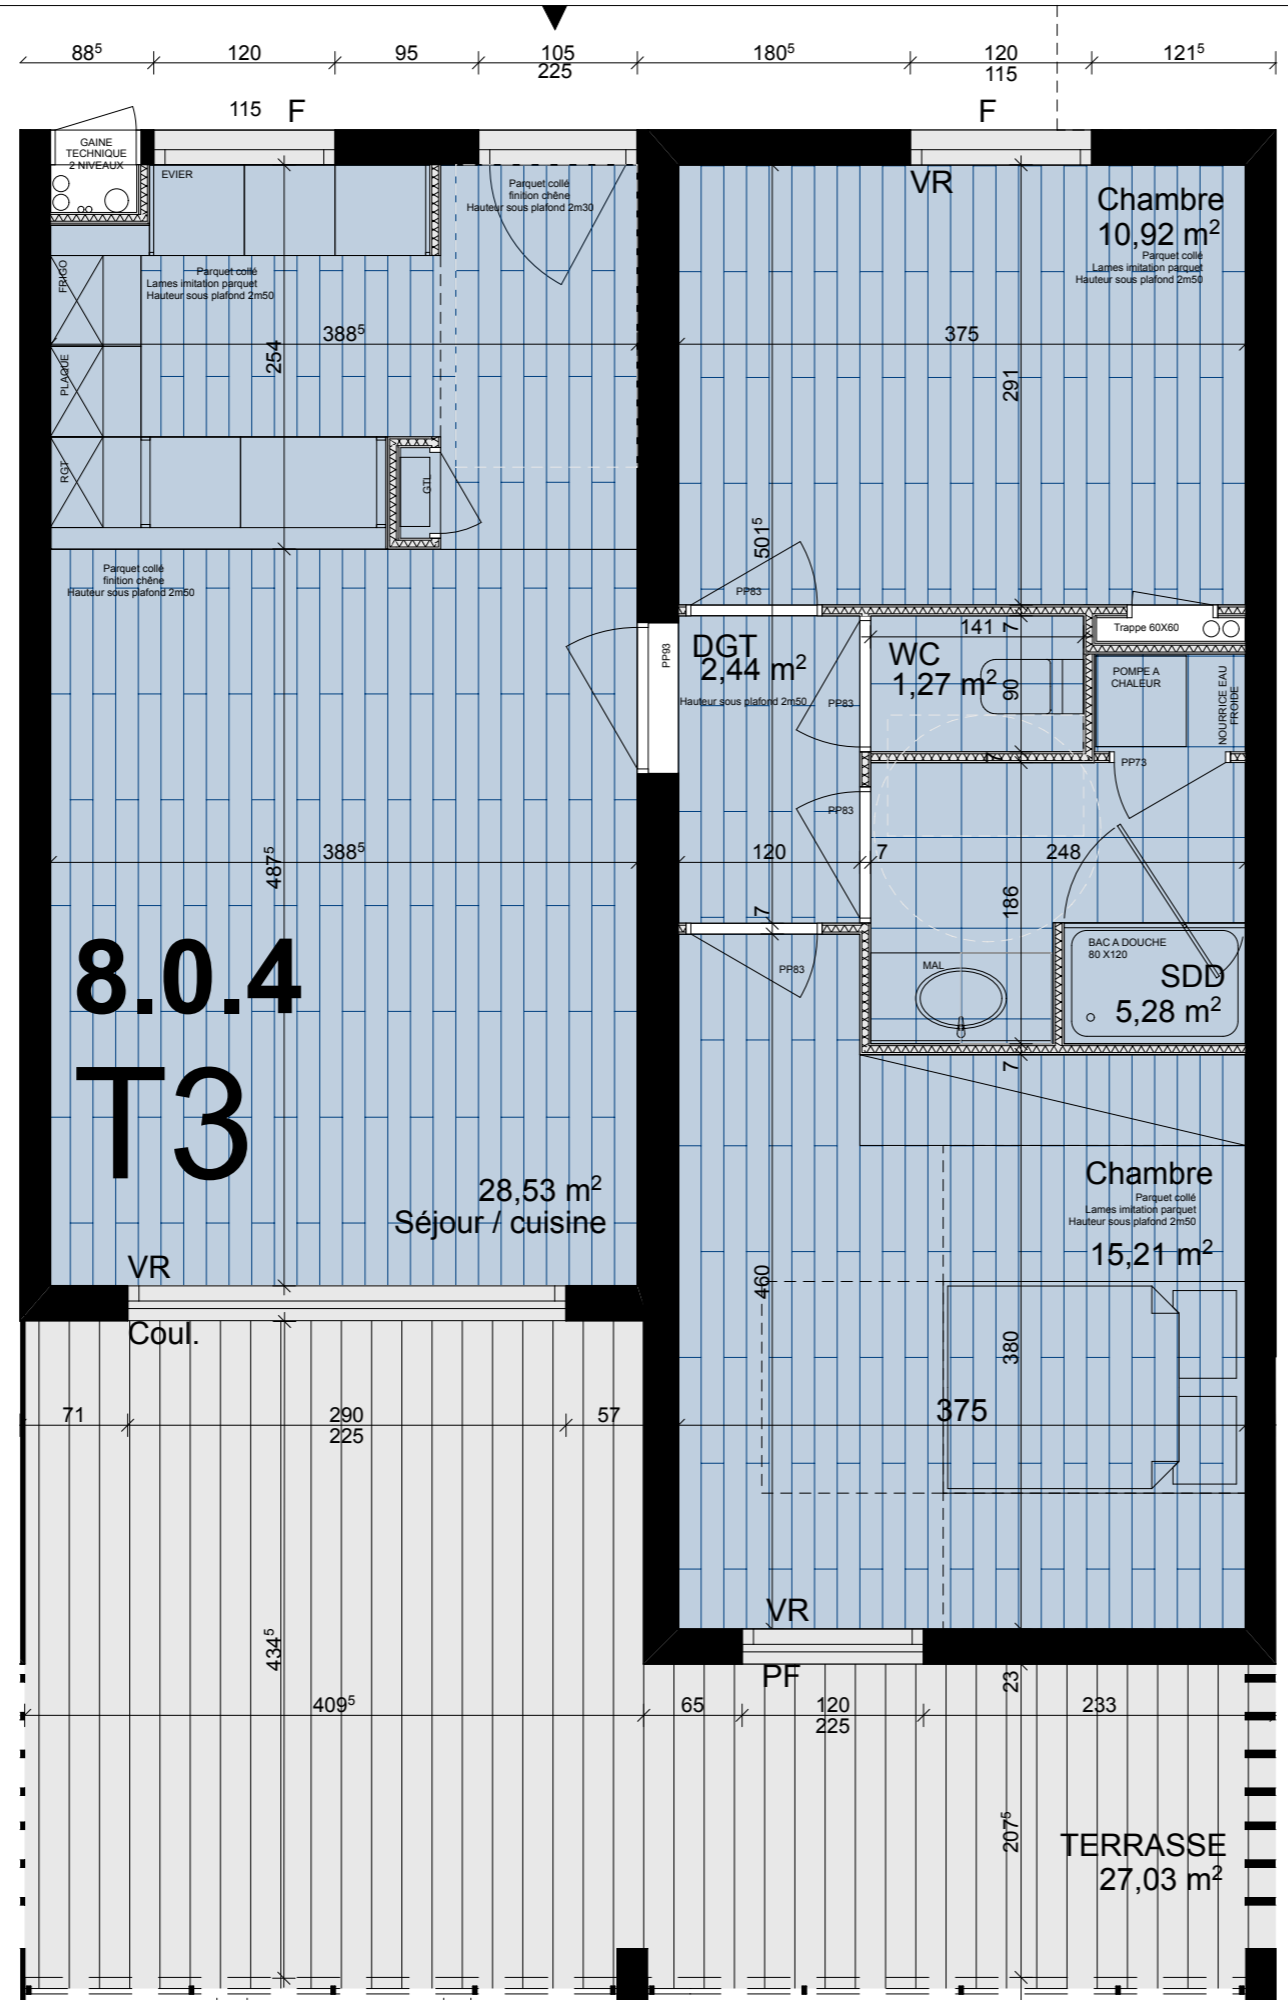 88⁵ 120 95 105 180⁵ 120 121⁵
225 115
115 F F
GAINE
TECHNIQUE
2 NIVEAUX
EVIER
Parquet collé
finition chêne
Hauteur sous plafond 2m30
VR
Chambre
10,92 m²
Parquet collé
Lames imitation parquet
Hauteur sous plafond 2m50
FRIGO
Parquet collé
Lames imitation parquet
Hauteur sous plafond 2m50
388⁵
254
375
291
PLAQUE
RGT
GTL
501⁵
Parquet collé
finition chêne
Hauteur sous plafond 2m50
PP83
PP93
DGT
2,44 m²
Hauteur sous plafond 2m50
141
7
WC
1,27 m²
90
PP83
Trappe 60X60
POMPE A
CHALEUR
NOURRICE EAU
FROIDE
7
PP73
PP83
388⁵
487⁵
120
7
248
186
7
PP83
MAL
BAC A DOUCHE
80 X120
SDD
5,28 m²
8.0.4
T3
7
28,53 m²
Séjour / cuisine
Chambre
Parquet collé
Lames imitation parquet
Hauteur sous plafond 2m50
15,21 m²
VR
Coul.
460
380
375
71 290 57
225
434⁵
VR
PF
23
409⁵ 65 120 233
225
207⁵
TERRASSE
27,03 m²